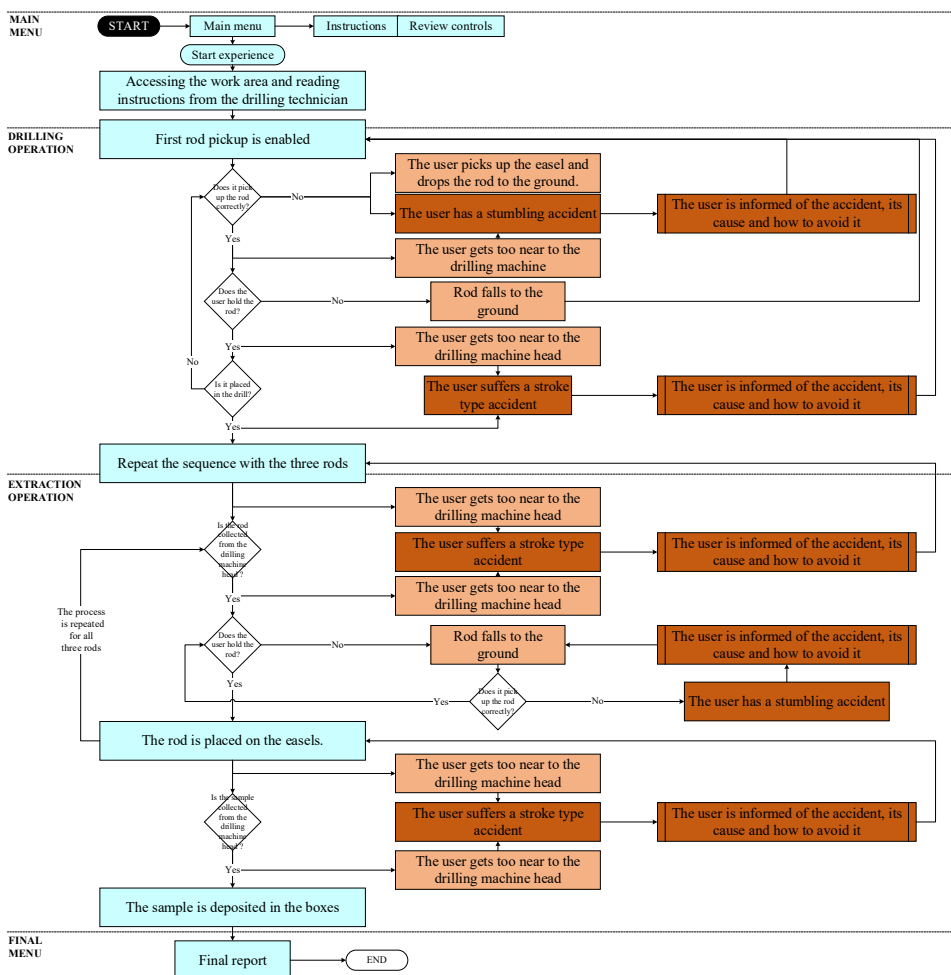 MAIN
MENU
START
Main menu
Instructions
Review controls
Start experience
Accessing the work area and reading
instructions from the drilling technician
DRILLING
OPERATION
First rod pickup is enabled
Does it pick
up the rod
correctly?
No
The user picks up the easel and
drops the rod to the ground.
The user has a stumbling accident
The user is informed of the accident, its
cause and how to avoid it
Yes
The user gets too near to the
drilling machine
Does the
user hold the
rod?
No
Rod falls to the
ground
Yes
The user gets too near to the
drilling machine head
No
Is it placed
in the drill?
The user suffers a stroke
type accident
The user is informed of the accident, its
cause and how to avoid it
Yes
Repeat the sequence with the three rods
EXTRACTION
OPERATION
The user gets too near to the
drilling machine head
Is the rod
collected
from the
drilling
machine
head ?
The user suffers a stroke type
accident
The user is informed of the accident, its
cause and how to avoid it
Yes
The user gets too near to the
drilling machine head
The process
is repeated
for all
three rods
Does the
user hold the
rod?
No
Rod falls to the
ground
The user is informed of the accident, its
cause and how to avoid it
Yes
Yes
Does it pick
up the rod
correctly?
No
The user has a stumbling accident
The rod is placed on the easels.
The user gets too near to the
drilling machine head
Is the sample
collected
from the
drilling
machine
head ?
The user suffers a stroke type
accident
The user is informed of the accident, its
cause and how to avoid it
Yes
The user gets too near to the
drilling machine head
The sample is deposited in the boxes
FINAL
MENU
Final report
END